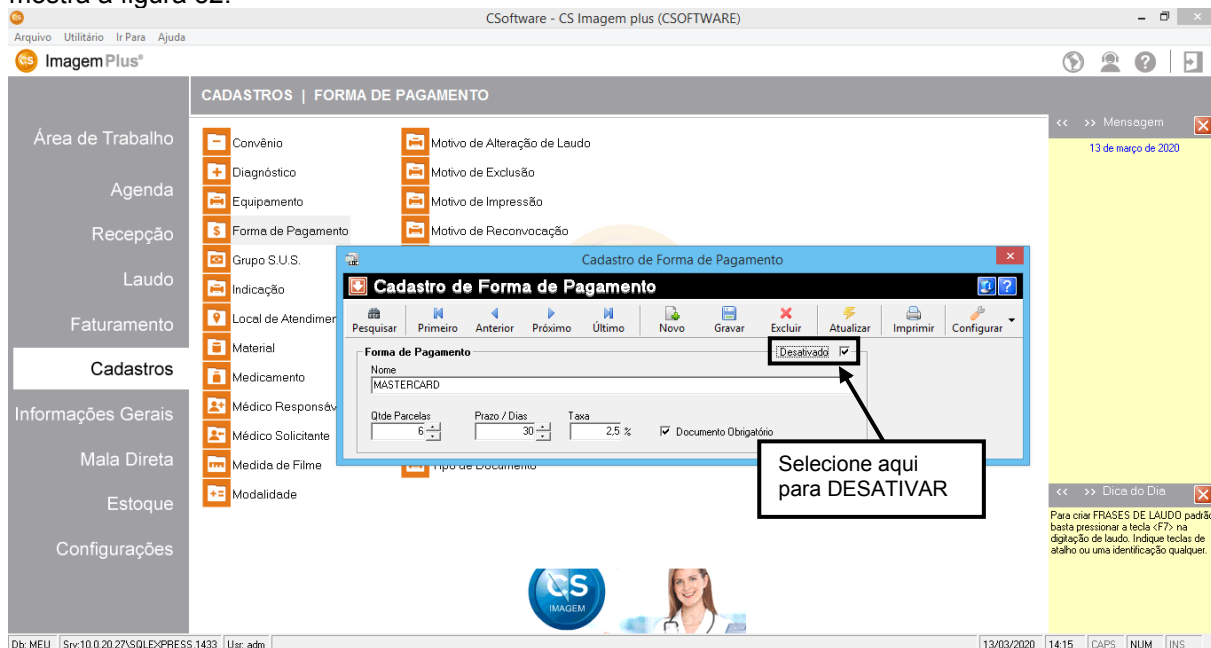 mostra a figura 62.
CSoftware - CS Imagem plus (CSOFTWARE)
Arquivo Utilitário Ir Para Ajuda
CS ImagemPlus®
CADASTROS | FORMA DE PAGAMENTO
Área de Trabalho
Agenda
Recepção
Laudo
Faturamento
Cadastros
Informações Gerais
Mala Direta
Estoque
Configurações
Convênio
Diagnóstico
Equipamento
Forma de Pagamento
Grupo S.U.S.
Indicação
Local de Atendimen
Material
Medicamento
Médico Responsáv
Médico Solicitante
Medida de Filme
Modalidade
Motivo de Alteração de Laudo
Motivo de Exclusão
Motivo de Impressão
Motivo de Reconvocação
Tipo de Documento
Cadastro de Forma de Pagamento
Cadastro de Forma de Pagamento
Pesquisar Primeiro Anterior Próximo Último Novo Gravar Excluir Atualizar Imprimir Configurar
Forma de Pagamento Desativado
Nome
MASTERCARD
Qtde Parcelas Prazo / Dias Taxa
6 30 2,5 % Documento Obrigatório
Selecione aqui
para DESATIVAR
<< >> Mensagem
13 de março de 2020
<< >> Dica do Dia
Para criar FRASES DE LAUDO padrão
basta pressionar a tecla <F7> na
digitação de laudo. Indique teclas de
atalho ou uma identificação qualquer.
CS
IMAGEM
Db: MEU Srv:10.0.20.27\SQLEXPRESS,1433 Usr: adm 13/03/2020 14:15 CAPS NUM INS